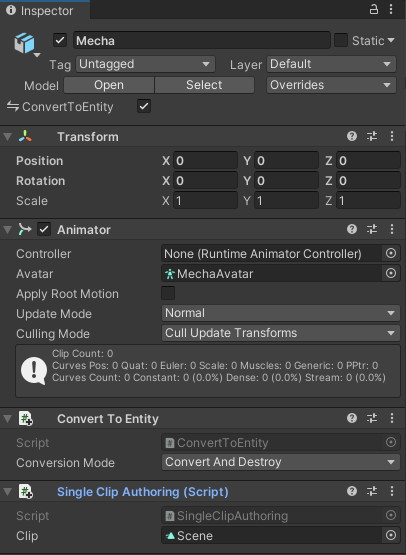 Inspector
Mecha Static
Tag Untagged Layer Default
Model Open Select Overrides
ConvertToEntity
Transform
Position X 0 Y 0 Z 0
Rotation X 0 Y 0 Z 0
Scale X 1 Y 1 Z 1
Animator
Controller None (Runtime Animator Controller)
Avatar MechaAvatar
Apply Root Motion
Update Mode Normal
Culling Mode Cull Update Transforms
Clip Count: 0
Curves Pos: 0 Quat: 0 Euler: 0 Scale: 0 Muscles: 0 Generic: 0 PPtr: 0
Curves Count: 0 Constant: 0 (0.0%) Dense: 0 (0.0%) Stream: 0 (0.0%)
Convert To Entity
Script ConvertToEntity
Conversion Mode Convert And Destroy
Single Clip Authoring (Script)
Script SingleClipAuthoring
Clip Scene